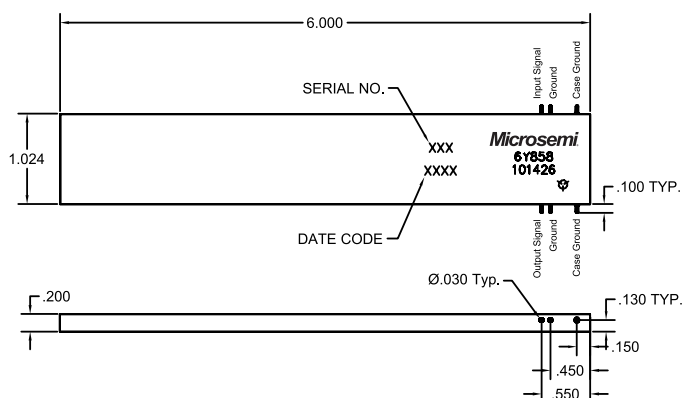 6.000
Input Signal
Ground
Case Ground
SERIAL NO.
XXX
Microsemi
6Y858
1.024
XXXX
101426
.100 TYP.
DATE CODE
Output Signal
Ground
Case Ground
Ø.030 Typ.
.200
.130 TYP.
.150
.450
.550